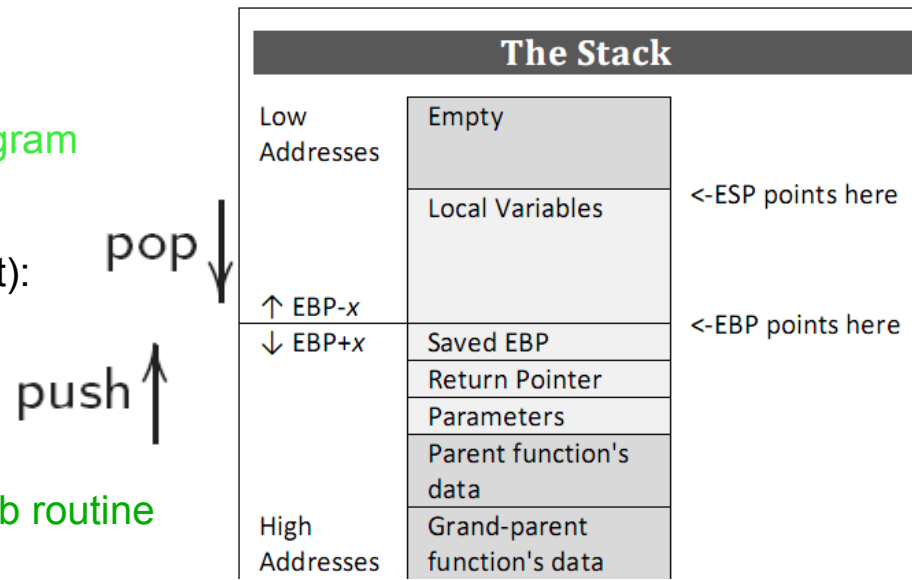 The Stack
gram
t):
b routine
pop
push
Low
Addresses
Empty
<-ESP points here
Local Variables
↑ EBP-x
<-EBP points here
↓ EBP+x
Saved EBP
Return Pointer
Parameters
Parent function's
data
High
Addresses
Grand-parent
function's data